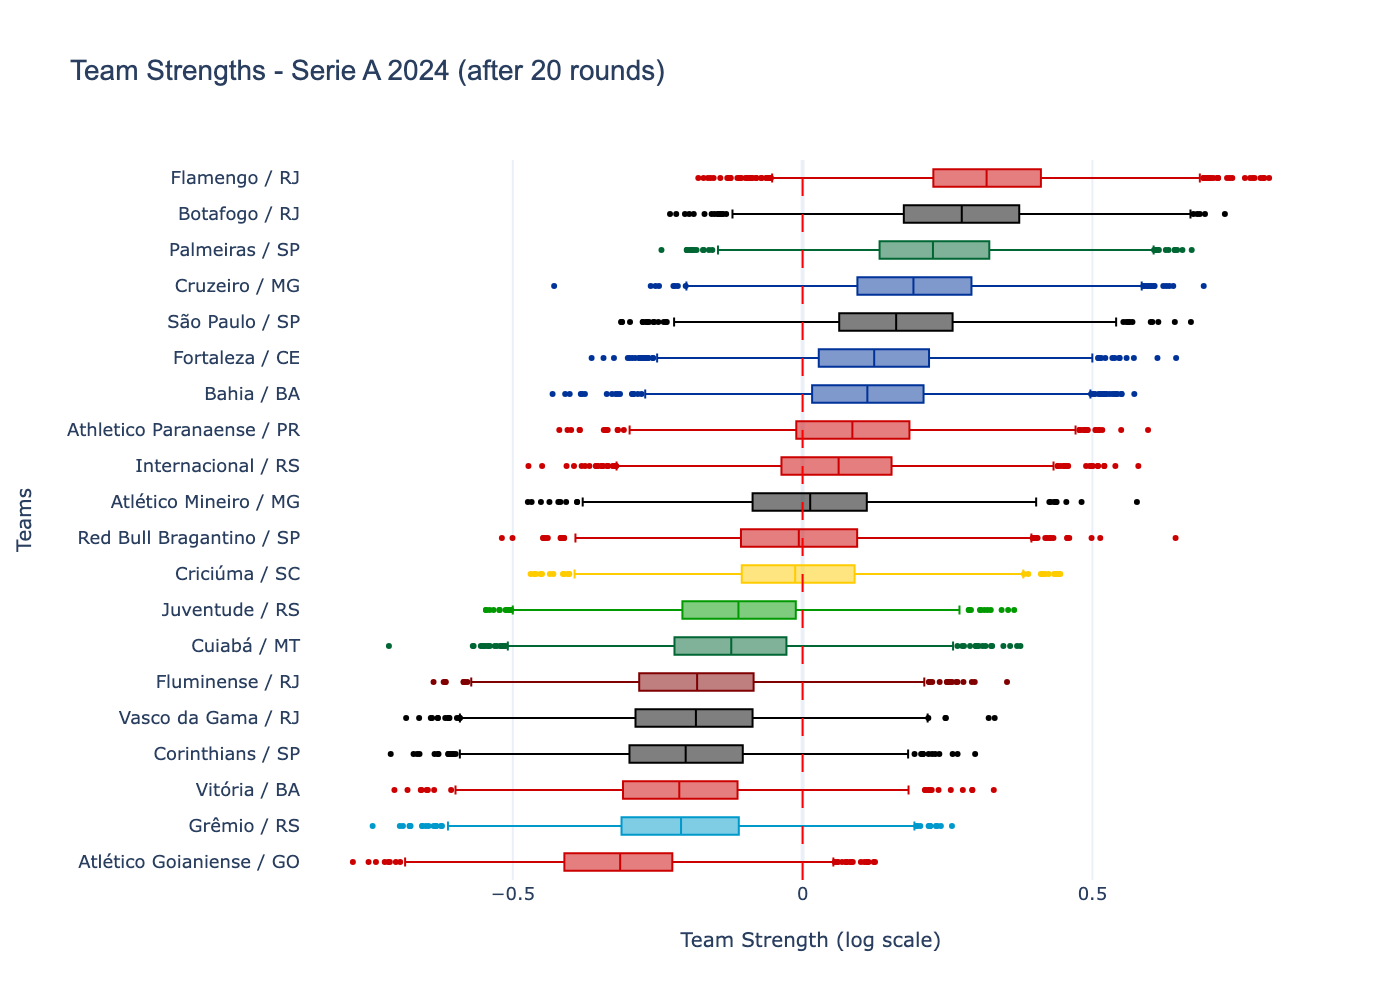 Team Strengths - Serie A 2024 (after 20 rounds)
Teams
Flamengo / RJ
Botafogo / RJ
Palmeiras / SP
Cruzeiro / MG
São Paulo / SP
Fortaleza / CE
Bahia / BA
Athletico Paranaense / PR
Internacional / RS
Atlético Mineiro / MG
Red Bull Bragantino / SP
Criciúma / SC
Juventude / RS
Cuiabá / MT
Fluminense / RJ
Vasco da Gama / RJ
Corinthians / SP
Vitória / BA
Grêmio / RS
Atlético Goianiense / GO
−0.5 0 0.5
Team Strength (log scale)